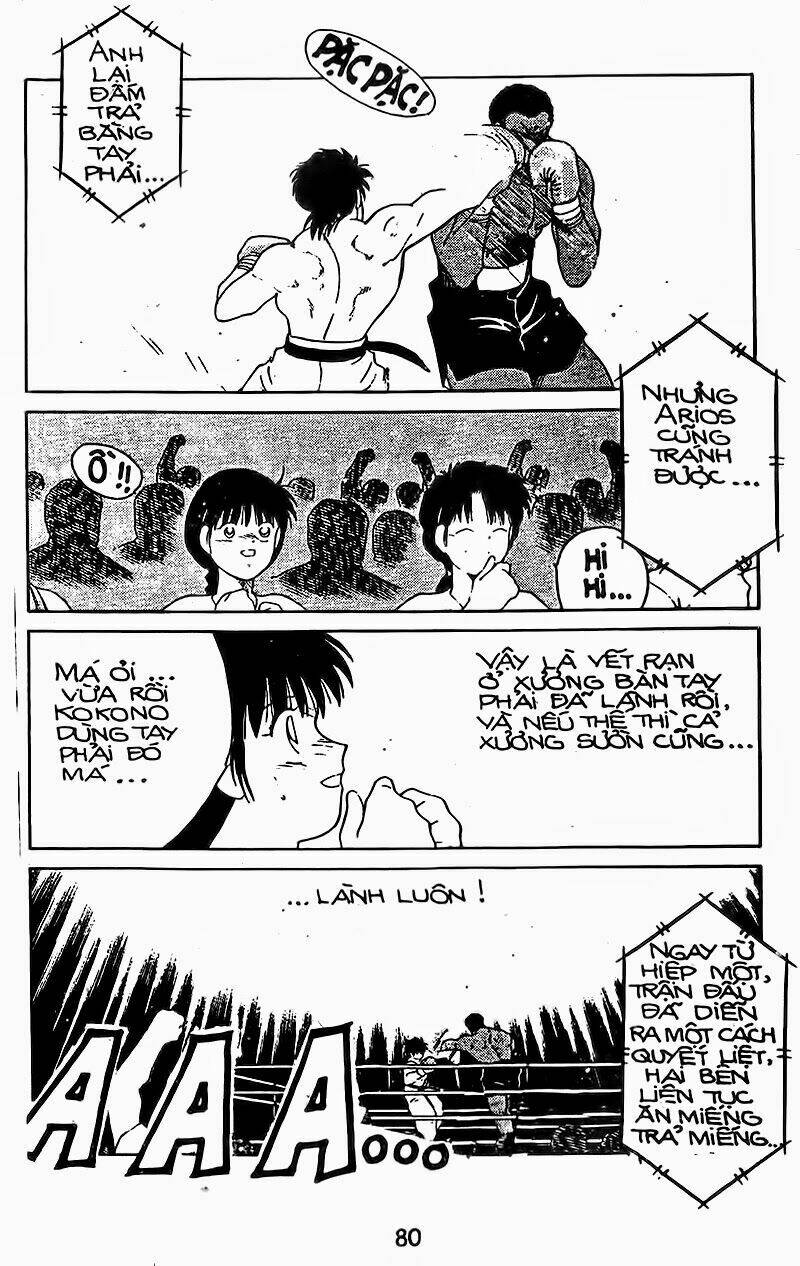 ANH
LẠI
ĐẤM
TRẢ
BẰNG
TAY
PHẢI...
PẶC PẶC!
NHƯNG
ARIOS
CŨNG
TRÁNH
ĐƯỢC...
Ồ!!
HI
HI...
MÁ ƠI...
VỪA RỒI
KOKONO
DÙNG TAY
PHẢI ĐÓ
MÁ...
VẬY LÀ VẾT RẠN
Ở XƯƠNG BÀN TAY
PHẢI ĐÃ LÀNH RỒI,
VÀ NẾU THẾ THÌ CẢ
XƯƠNG SƯỜN CŨNG...
...LÀNH LUÔN!
NGAY TỪ
HIỆP MỘT,
TRẬN ĐẤU
ĐÃ DIỄN
RA MỘT CÁCH
QUYẾT LIỆT,
HAI BÊN
LIÊN TỤC
ĂN MIẾNG
TRẢ MIẾNG...
AAA...
80